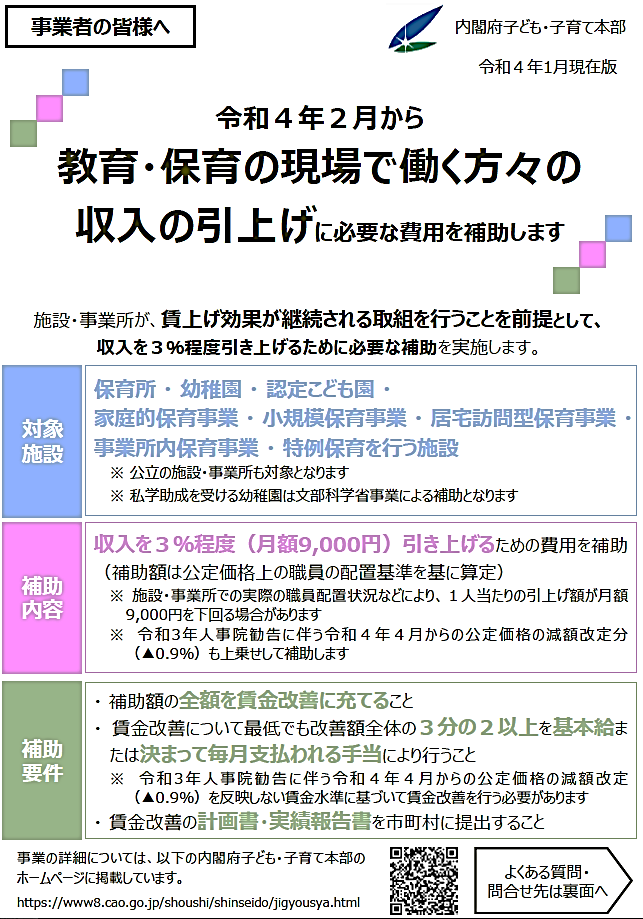 事業者の皆様へ
内閣府子ども・子育て本部
令和４年1月現在版
令和４年２月から
教育・保育の現場で働く方々の
収入の引上げに必要な費用を補助します
施設・事業所が、賃上げ効果が継続される取組を行うことを前提として、
収入を３％程度引き上げるために必要な補助を実施します。
対象
施設
保育所 ・ 幼稚園 ・ 認定こども園 ・
家庭的保育事業 ・ 小規模保育事業 ・ 居宅訪問型保育事業 ・
事業所内保育事業 ・ 特例保育を行う施設
※ 公立の施設・事業所も対象となります
※ 私学助成を受ける幼稚園は文部科学省事業による補助となります
補助
内容
収入を３％程度（月額9,000円）引き上げるための費用を補助
（補助額は公定価格上の職員の配置基準を基に算定）
※ 施設・事業所での実際の職員配置状況などにより、１人当たりの引上げ額が月額
9,000円を下回る場合があります
※ 令和3年人事院勧告に伴う令和４年４月からの公定価格の減額改定分
（▲0.9%）も上乗せして補助します
補助
要件
・ 補助額の全額を賃金改善に充てること
・ 賃金改善について最低でも改善額全体の３分の２以上を基本給ま
たは決まって毎月支払われる手当により行うこと
※ 令和3年人事院勧告に伴う令和４年４月からの公定価格の減額改定
（▲0.9%）を反映しない賃金水準に基づいて賃金改善を行う必要があります
・ 賃金改善の計画書・実績報告書を市町村に提出すること
事業の詳細については、以下の内閣府子ども・子育て本部の
ホームページに掲載しています。
https://www8.cao.go.jp/shoushi/shinseido/jigyousya.html
よくある質問・
問合せ先は裏面へ